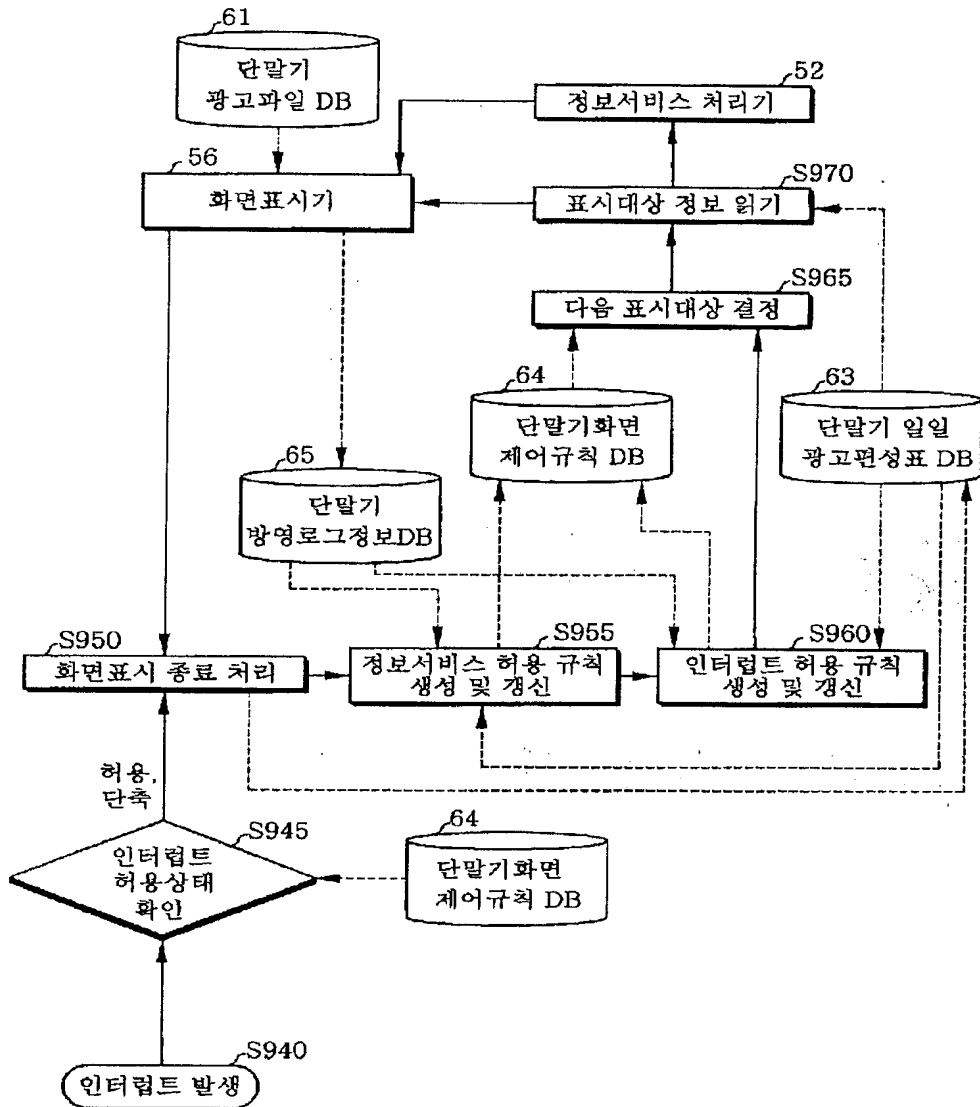 61
단말기
광고파일 DB
52
정보서비스 처리기
56
화면표시기
S970
표시대상 정보 읽기
S965
다음 표시대상 결정
64
단말기화면
제어규칙 DB
63
단말기 일일
광고편성표 DB
65
단말기
방영로그정보DB
S950
화면표시 종료 처리
S955
정보서비스 허용 규칙
생성 및 갱신
S960
인터럽트 허용 규칙
생성 및 갱신
허용,
단축
S945
인터럽트
허용상태
확인
64
단말기화면
제어규칙 DB
S940
인터럽트 발생